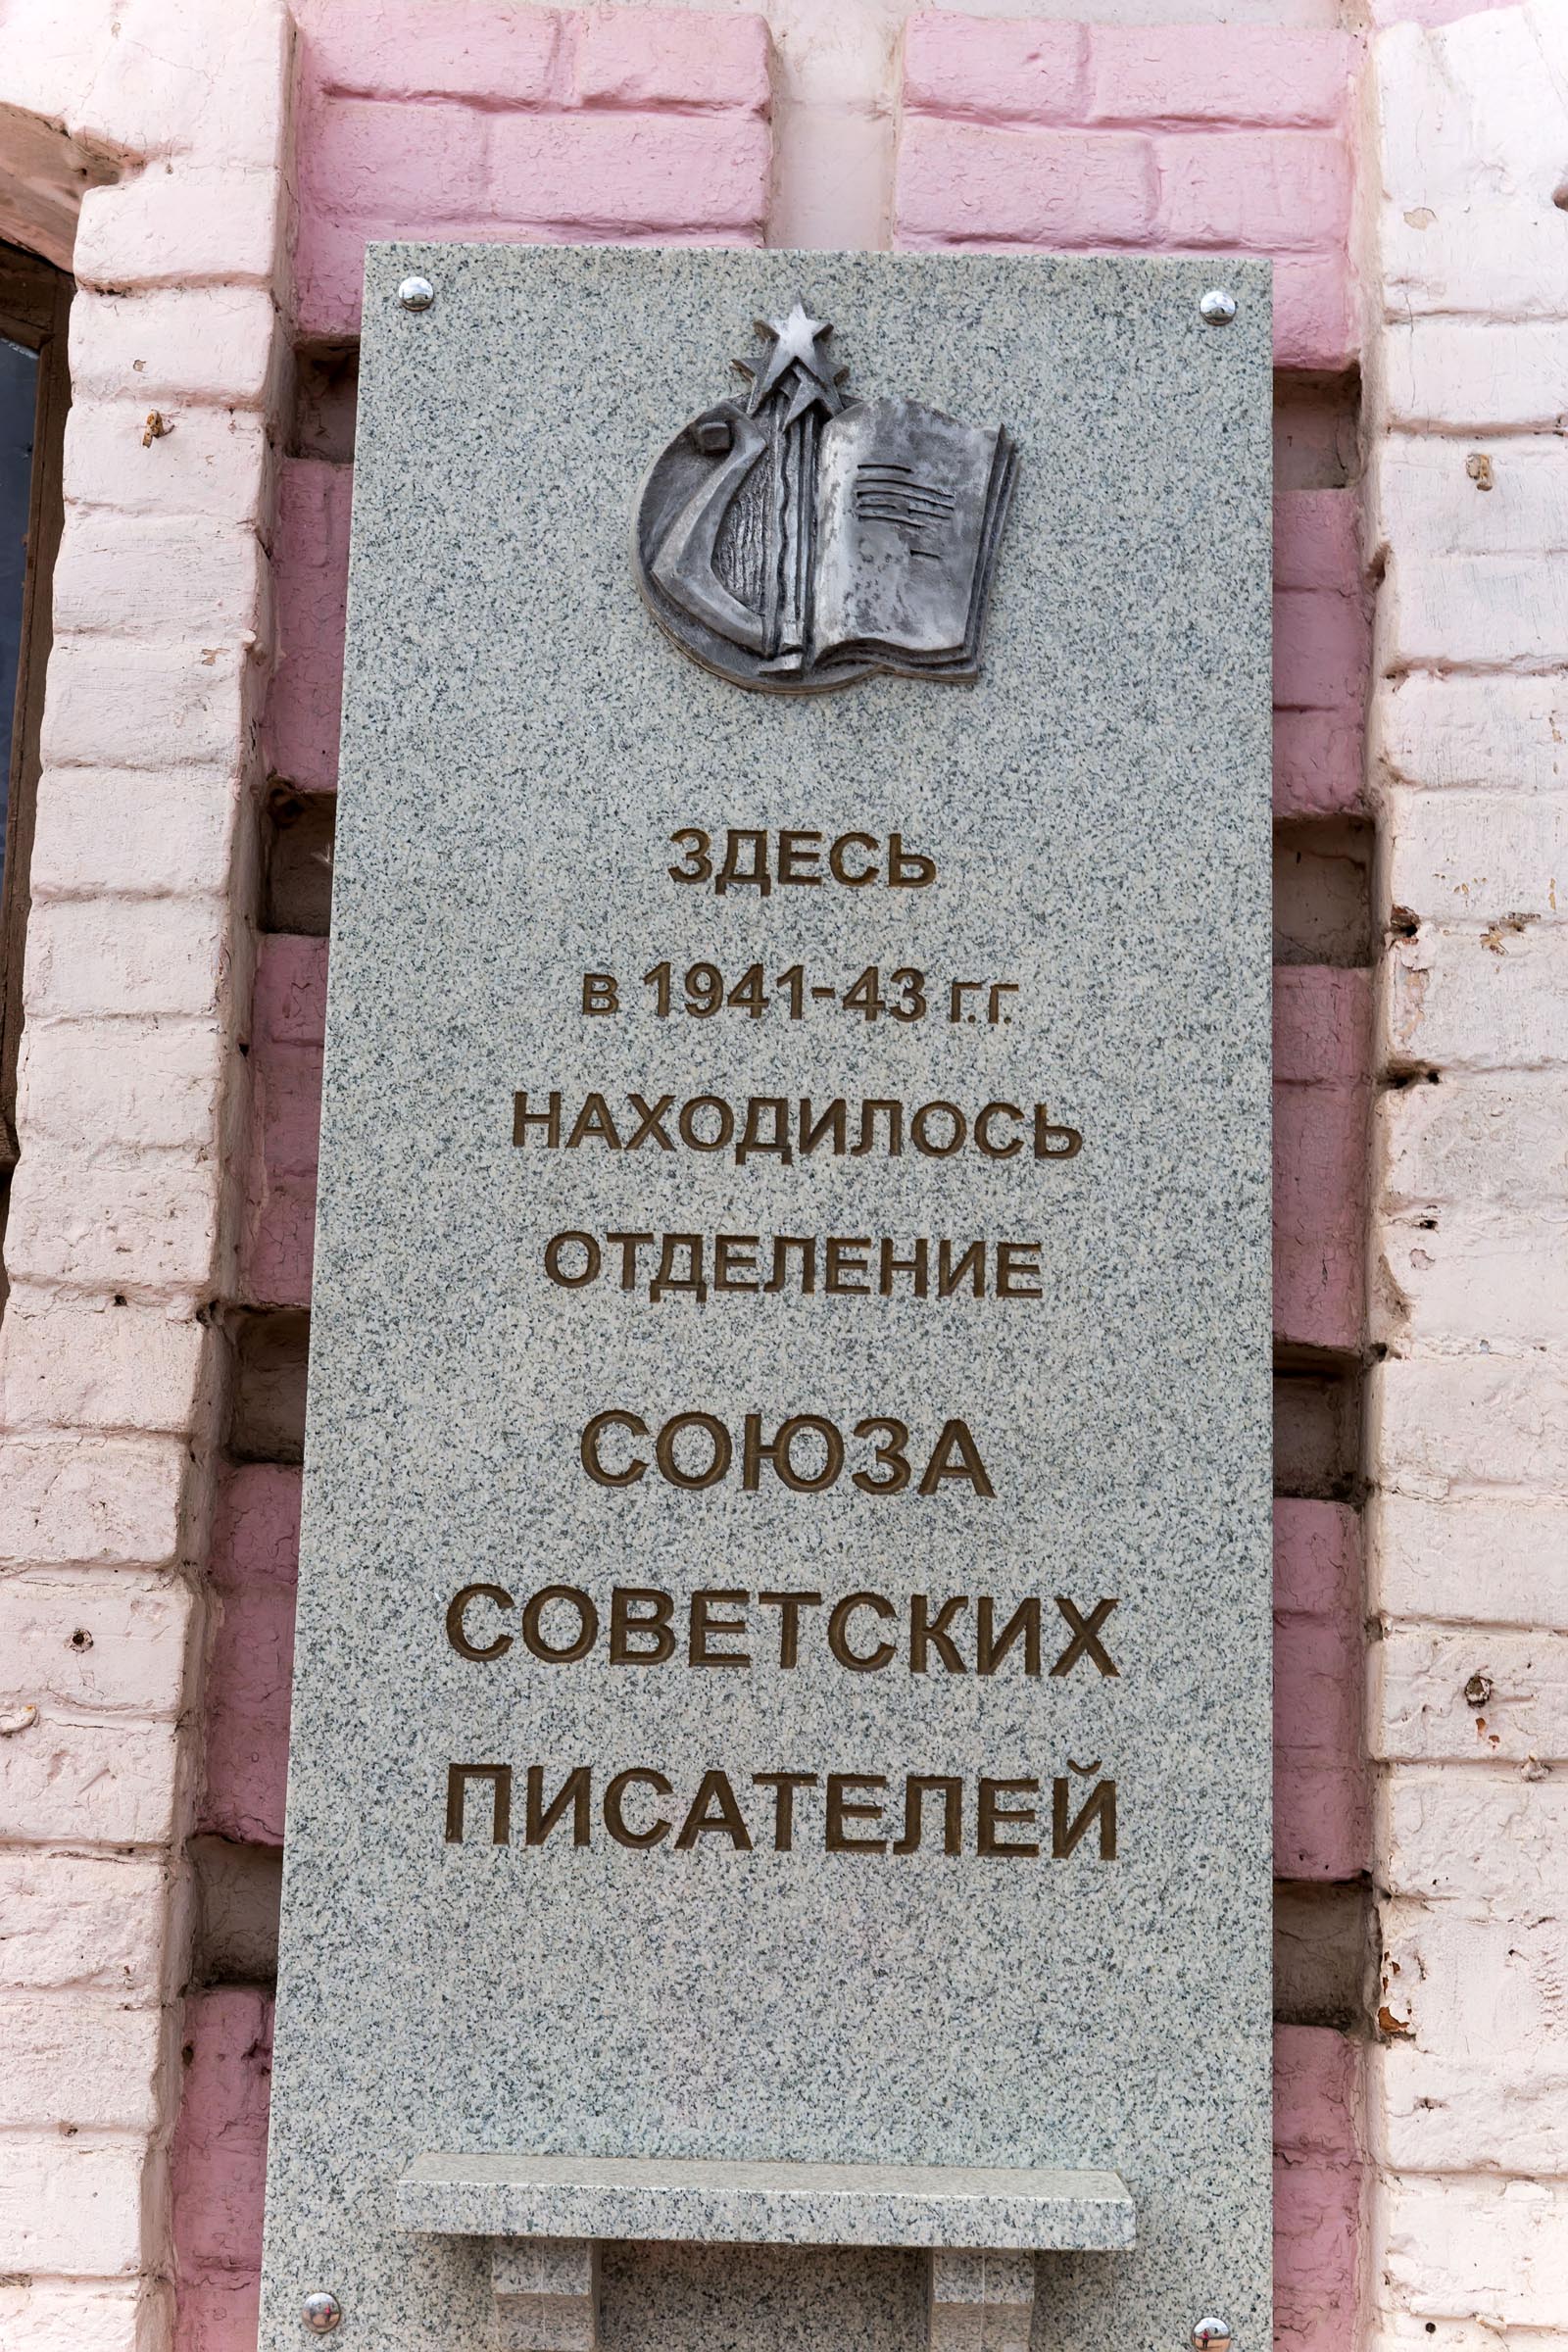 ЗДЕСЬ
в 1941-43 г.г.
НАХОДИЛОСЬ
ОТДЕЛЕНИЕ
СОЮЗА
СОВЕТСКИХ
ПИСАТЕЛЕЙ